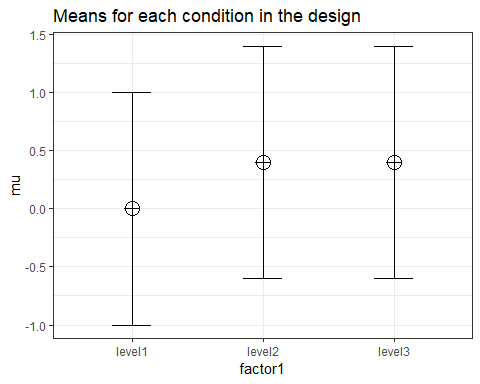 Means for each condition in the design
1.5
1.0
0.5
0.0
-0.5
-1.0
mu
level1 level2 level3
factor1